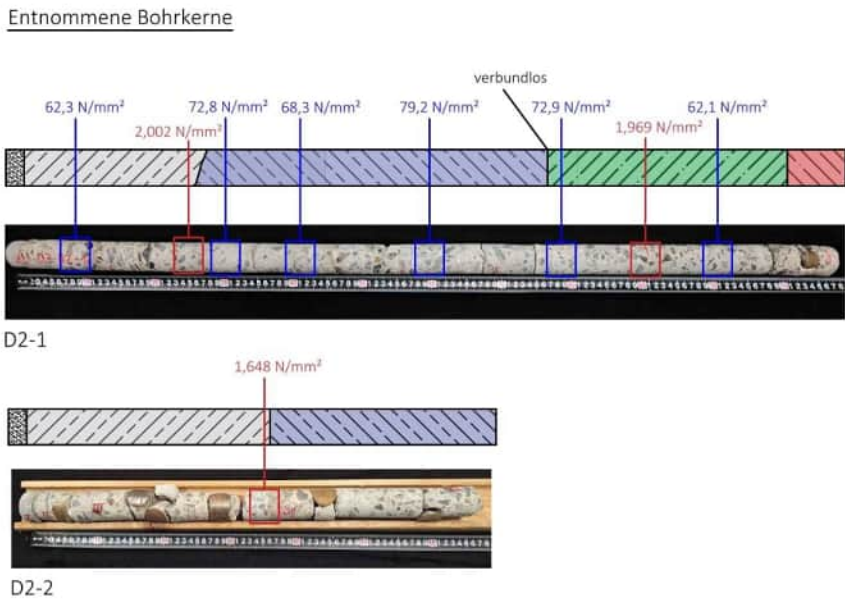 Entnommene Bohrkerne
verbundlos
62,3 N/mm²
72,8 N/mm²
68,3 N/mm²
79,2 N/mm²
72,9 N/mm²
62,1 N/mm²
2,002 N/mm²
1,969 N/mm²
D2-1
1,648 N/mm²
D2-2